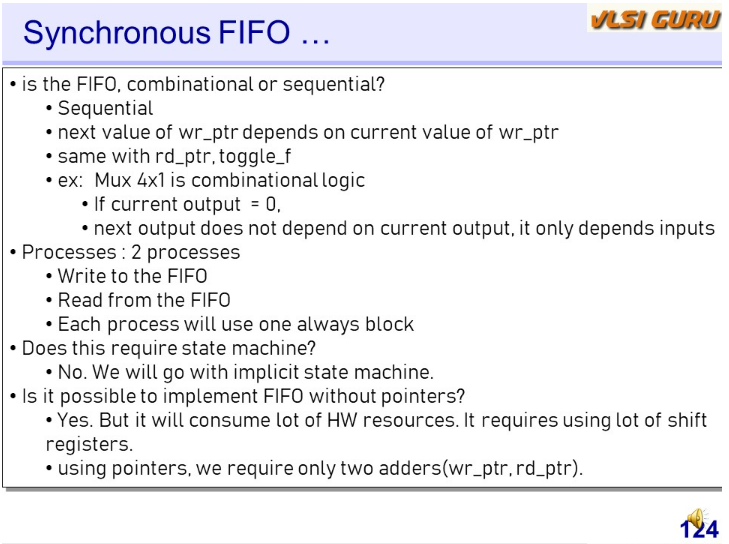 Synchronous FIFO ...
VLSI GURU
• is the FIFO, combinational or sequential?
• Sequential
• next value of wr_ptr depends on current value of wr_ptr
• same with rd_ptr, toggle_f
• ex: Mux 4x1 is combinational logic
• If current output = 0,
• next output does not depend on current output, it only depends inputs
• Processes : 2 processes
• Write to the FIFO
• Read from the FIFO
• Each process will use one always block
• Does this require state machine?
• No. We will go with implicit state machine.
• Is it possible to implement FIFO without pointers?
• Yes. But it will consume lot of HW resources. It requires using lot of shift
registers.
• using pointers, we require only two adders(wr_ptr, rd_ptr).
124